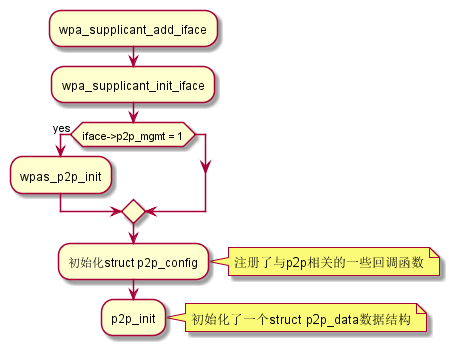 wpa_supplicant_add_iface
wpa_supplicant_init_iface
yes
iface->p2p_mgmt = 1
wpas_p2p_init
初始化struct p2p_config
注册了与p2p相关的一些回调函数
p2p_init
初始化了一个struct p2p_data数据结构